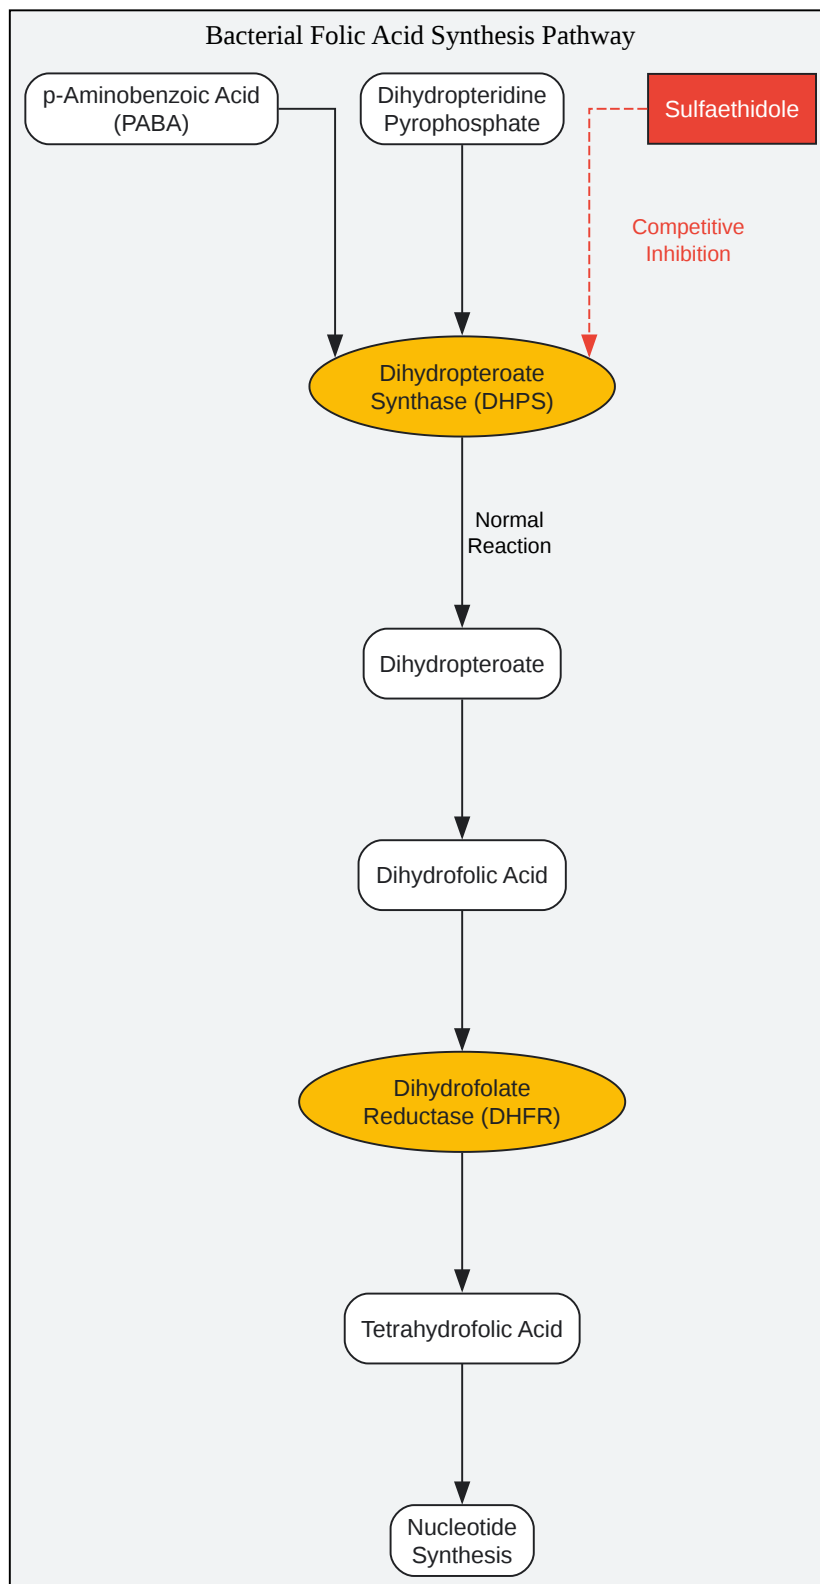 Bacterial Folic Acid Synthesis Pathway
p-Aminobenzoic Acid
(PABA)
Dihydropteridine
Pyrophosphate
Sulfaethidole
Competitive
Inhibition
Dihydropteroate
Synthase (DHPS)
Normal
Reaction
Dihydropteroate
Dihydrofolic Acid
Dihydrofolate
Reductase (DHFR)
Tetrahydrofolic Acid
Nucleotide
Synthesis